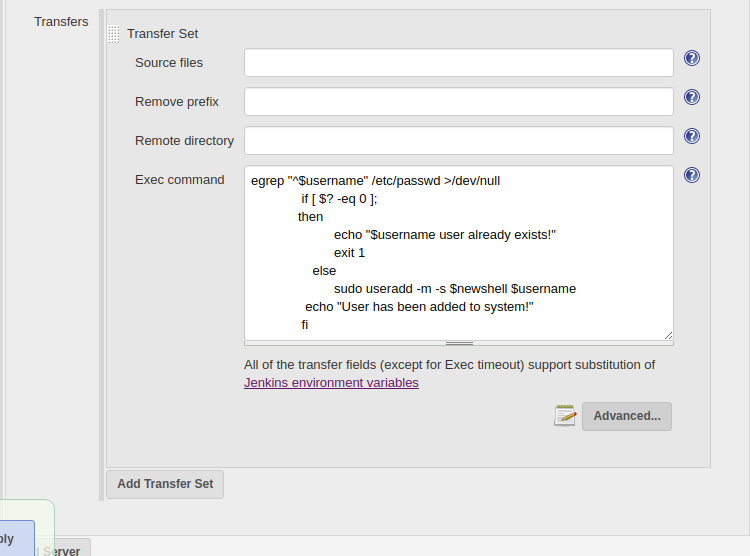 Transfers
Transfer Set
Source files
Remove prefix
Remote directory
Exec command
egrep "^$username" /etc/passwd >/dev/null
if [ $? -eq 0 ];
then
echo "$username user already exists!"
exit 1
else
sudo useradd -m -s $newshell $username
echo "User has been added to system!"
fi
All of the transfer fields (except for Exec timeout) support substitution of
Jenkins environment variables
Advanced...
Add Transfer Set
Server